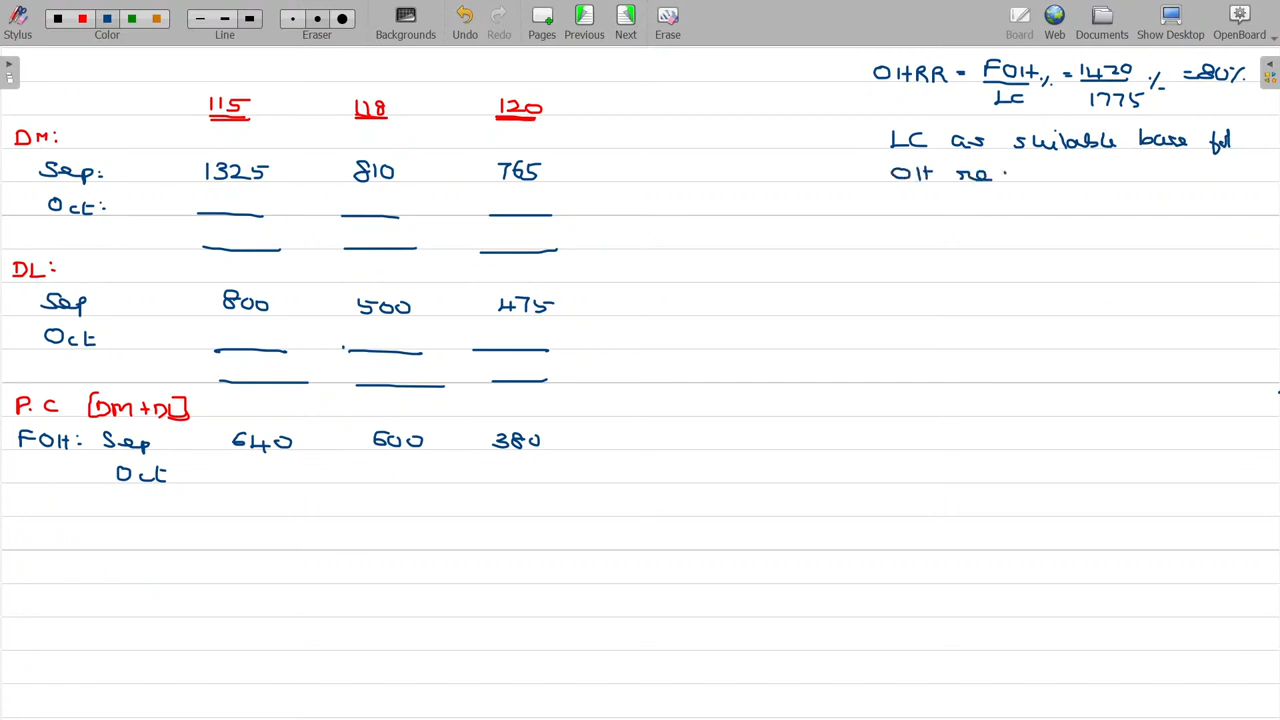 Stylus Color Line Eraser Backgrounds Undo Redo Pages Previous Next Erase Board Web Documents Show Desktop OpenBoard
OHRR = FOH/LC % = 1420/1775 % = 80%
115 118 120
DM:
LC as suitable base for
Sep: 1325 810 765
OH re
Oct:
DL:
Sep 800 500 475
Oct
P.C [DM+DL]
FOH: Sep 640 600 380
Oct